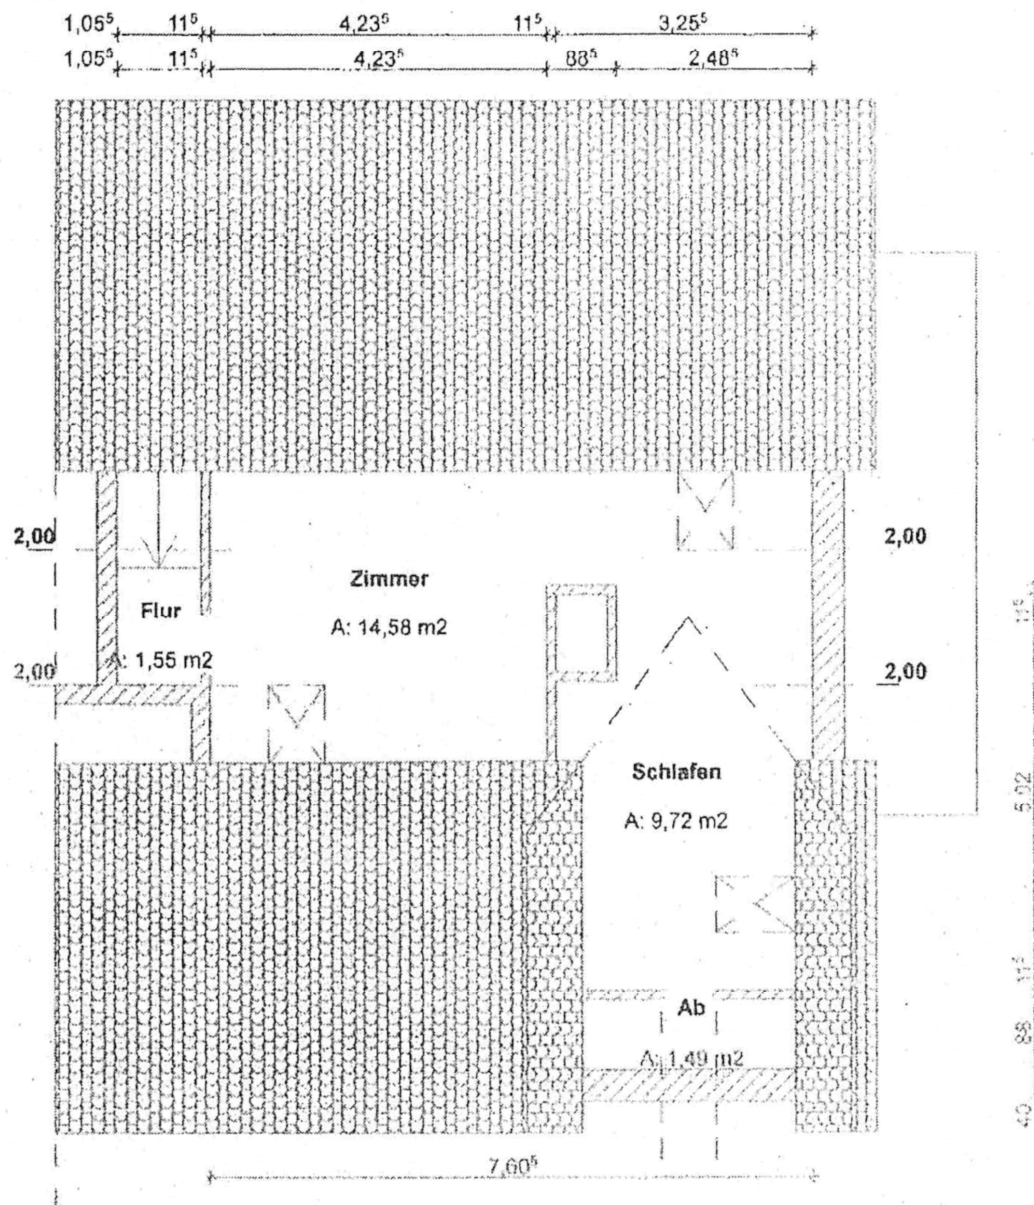 1,05⁵ 11⁵ 4,23⁵ 11⁵ 3,25⁵
1,05⁵ 11⁵ 4,23⁵ 88⁵ 2,48⁵
2,00 2,00
Zimmer
A: 14,58 m2
Flur
A: 1,55 m2
11⁵
2,00 2,00
Schlafen
A: 9,72 m2
5,02
11⁵
Ab
A: 1,49 m2
88
40
7,60⁵